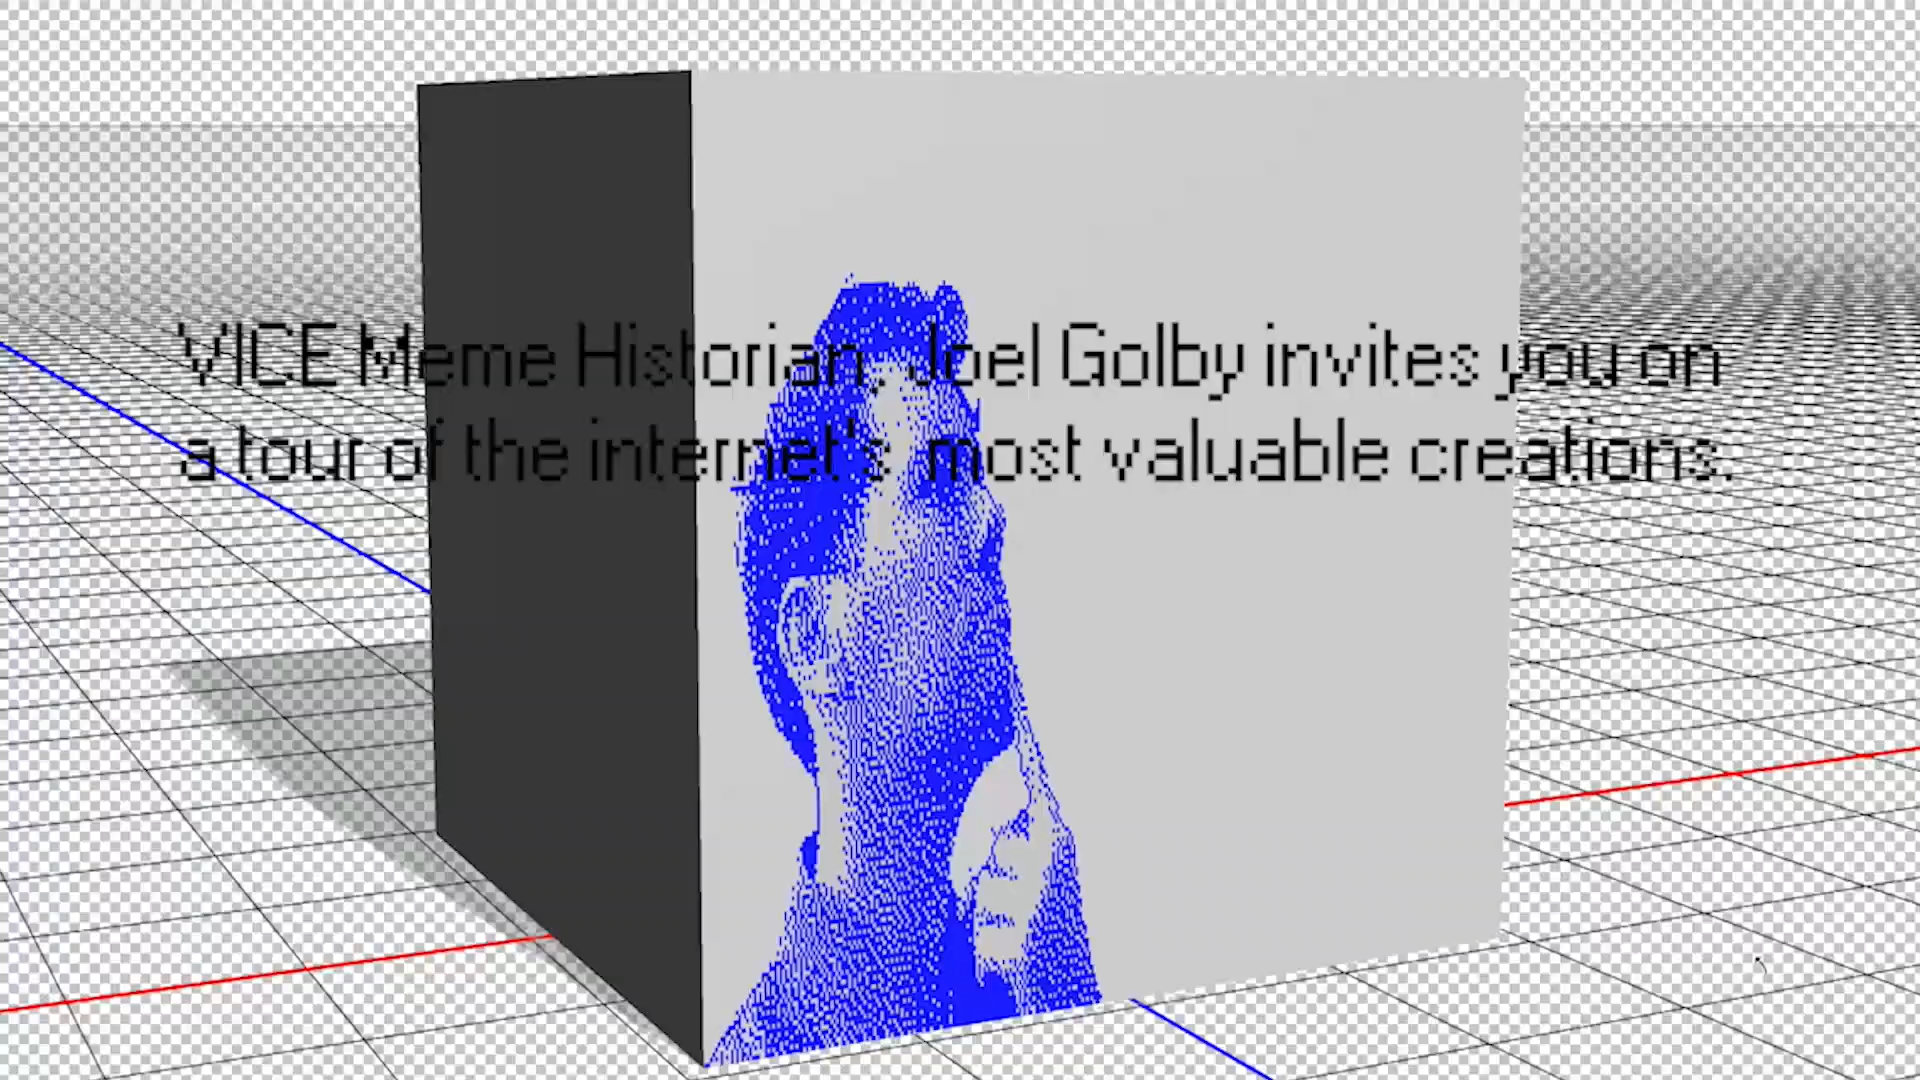 VICE Meme Historian, Joel Golby invites you on
a tour of the internet's most valuable creations.